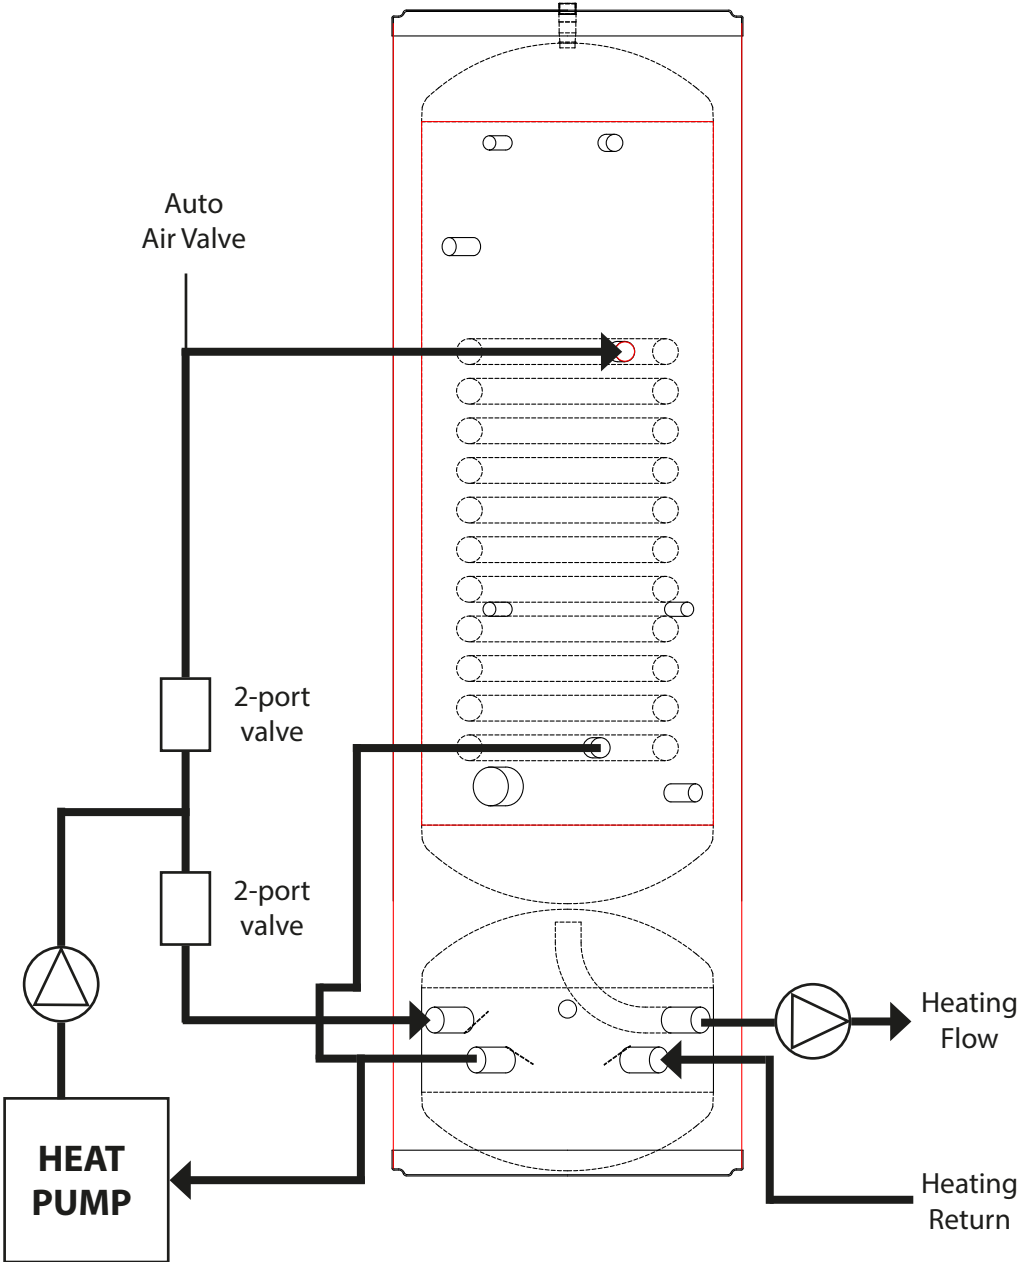 Auto
Air Valve
2-port
valve
2-port
valve
Heating
Flow
HEAT
PUMP
Heating
Return